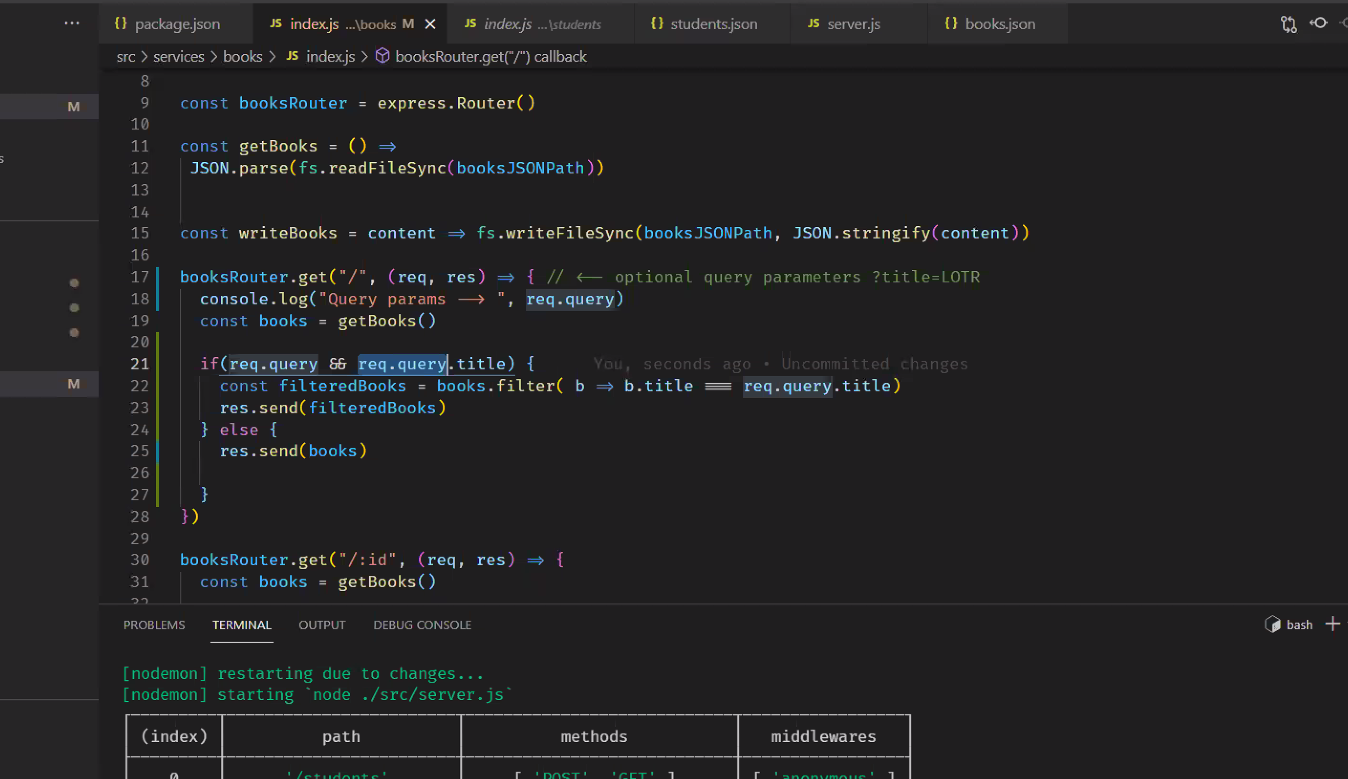 ··· {} package.json JS index.js ...\books M × JS index.js ...\students {} students.json JS server.js {} books.json
src > services > books > JS index.js > booksRouter.get("/") callback
M
s
M
8
9 const booksRouter = express.Router()
10
11 const getBooks = () =>
12 JSON.parse(fs.readFileSync(booksJSONPath))
13
14
15 const writeBooks = content => fs.writeFileSync(booksJSONPath, JSON.stringify(content))
16
17 booksRouter.get("/", (req, res) => { // <-- optional query parameters ?title=LOTR
18 console.log("Query params --> ", req.query)
19 const books = getBooks()
20
21 if(req.query && req.query.title) { You, seconds ago • Uncommitted changes
22 const filteredBooks = books.filter( b => b.title === req.query.title)
23 res.send(filteredBooks)
24 } else {
25 res.send(books)
26
27 }
28 })
29
30 booksRouter.get("/:id", (req, res) => {
31 const books = getBooks()
32
PROBLEMS TERMINAL OUTPUT DEBUG CONSOLE bash +
[nodemon] restarting due to changes...
[nodemon] starting `node ./src/server.js`
(index) path methods middlewares
0 '/students' [ 'POST', 'GET' ] [ 'anonymous' ]